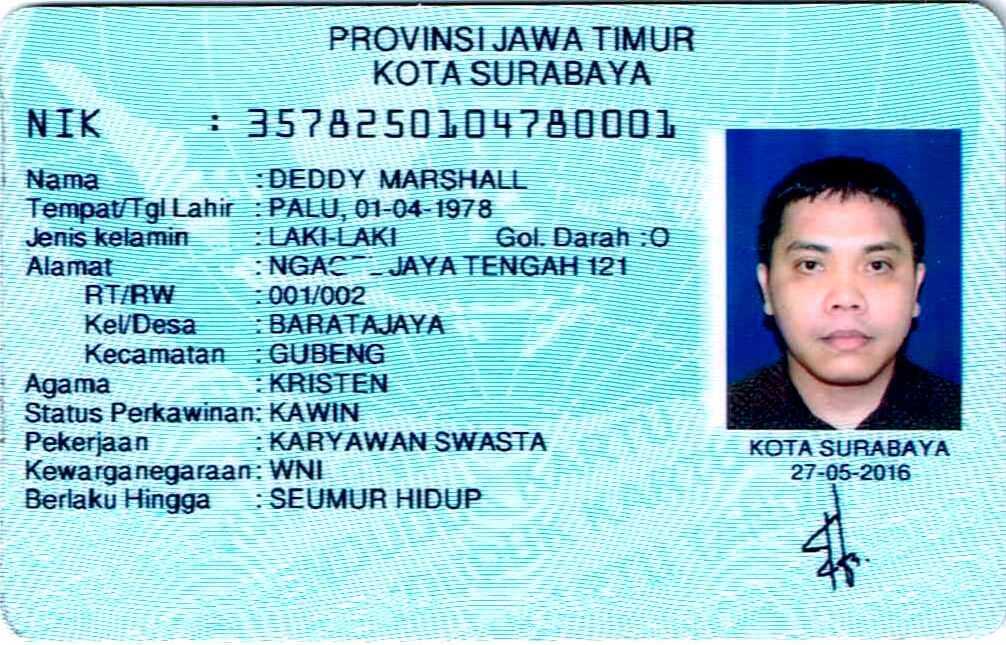 PROVINSI JAWA TIMUR
KOTA SURABAYA
NIK : 3578250104780001
Nama : DEDDY MARSHALL
Tempat/Tgl Lahir : PALU, 01-04-1978
Jenis kelamin : LAKI-LAKI Gol. Darah : O
Alamat : JAYA TENGAH 121
RT/RW : 001/002
Kel/Desa : BARATAJAYA
Kecamatan : GUBENG
Agama : KRISTEN
Status Perkawinan: KAWIN
Pekerjaan : KARYAWAN SWASTA
Kewarganegaraan: WNI
Berlaku Hingga : SEUMUR HIDUP
KOTA SURABAYA
27-05-2016